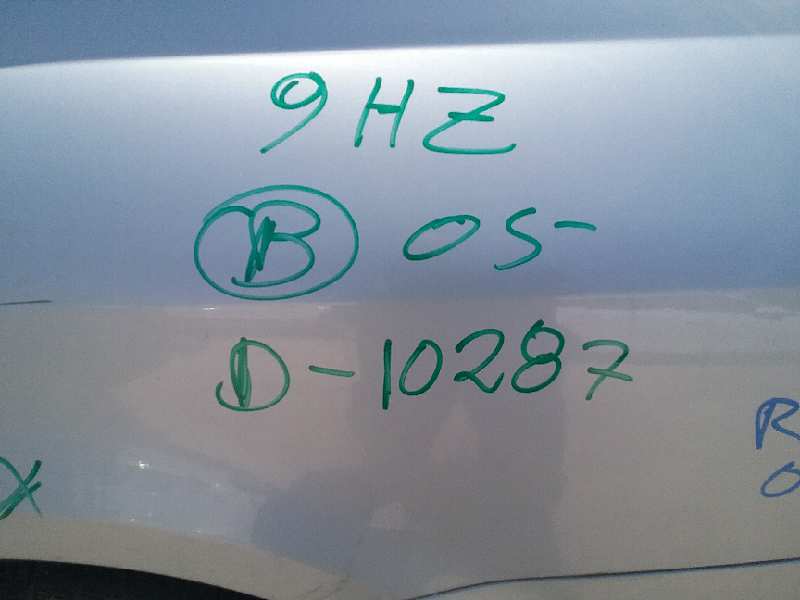 9HZ
B 05-
D-10287
X
R
O